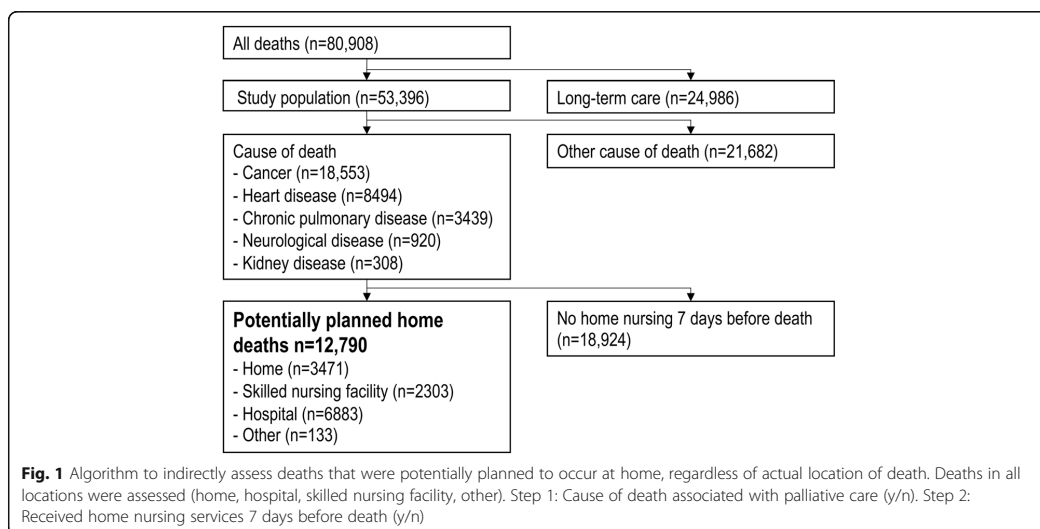 All deaths (n=80,908)
Study population (n=53,396)
Long-term care (n=24,986)
Cause of death
- Cancer (n=18,553)
- Heart disease (n=8494)
- Chronic pulmonary disease (n=3439)
- Neurological disease (n=920)
- Kidney disease (n=308)
Other cause of death (n=21,682)
Potentially planned home
deaths n=12,790
- Home (n=3471)
- Skilled nursing facility (n=2303)
- Hospital (n=6883)
- Other (n=133)
No home nursing 7 days before death
(n=18,924)
Fig. 1 Algorithm to indirectly assess deaths that were potentially planned to occur at home, regardless of actual location of death. Deaths in all
locations were assessed (home, hospital, skilled nursing facility, other). Step 1: Cause of death associated with palliative care (y/n). Step 2:
Received home nursing services 7 days before death (y/n)